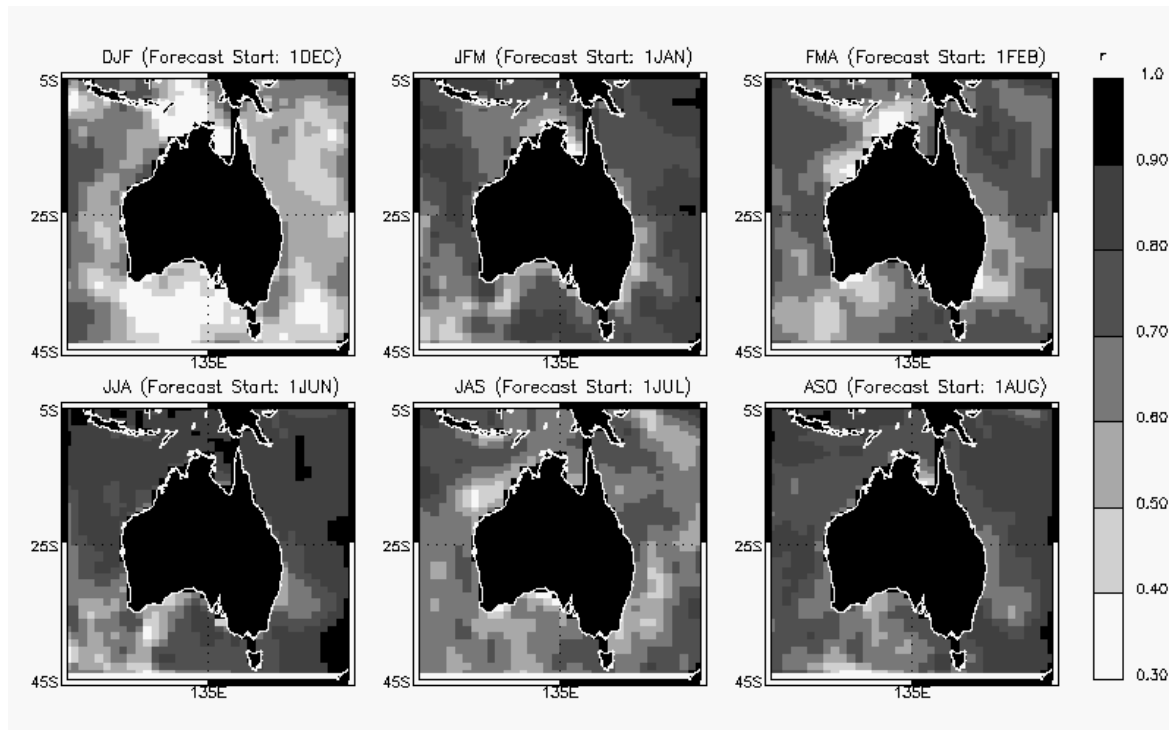 DJF (Forecast Start: 1DEC)
JFM (Forecast Start: 1JAN)
FMA (Forecast Start: 1FEB)
r
5S
25S
45S
135E
5S
25S
45S
135E
5S
25S
45S
135E
JJA (Forecast Start: 1JUN)
JAS (Forecast Start: 1JUL)
ASO (Forecast Start: 1AUG)
5S
25S
45S
135E
5S
25S
45S
135E
5S
25S
45S
135E
1.0
0.90
0.80
0.70
0.60
0.50
0.40
0.30